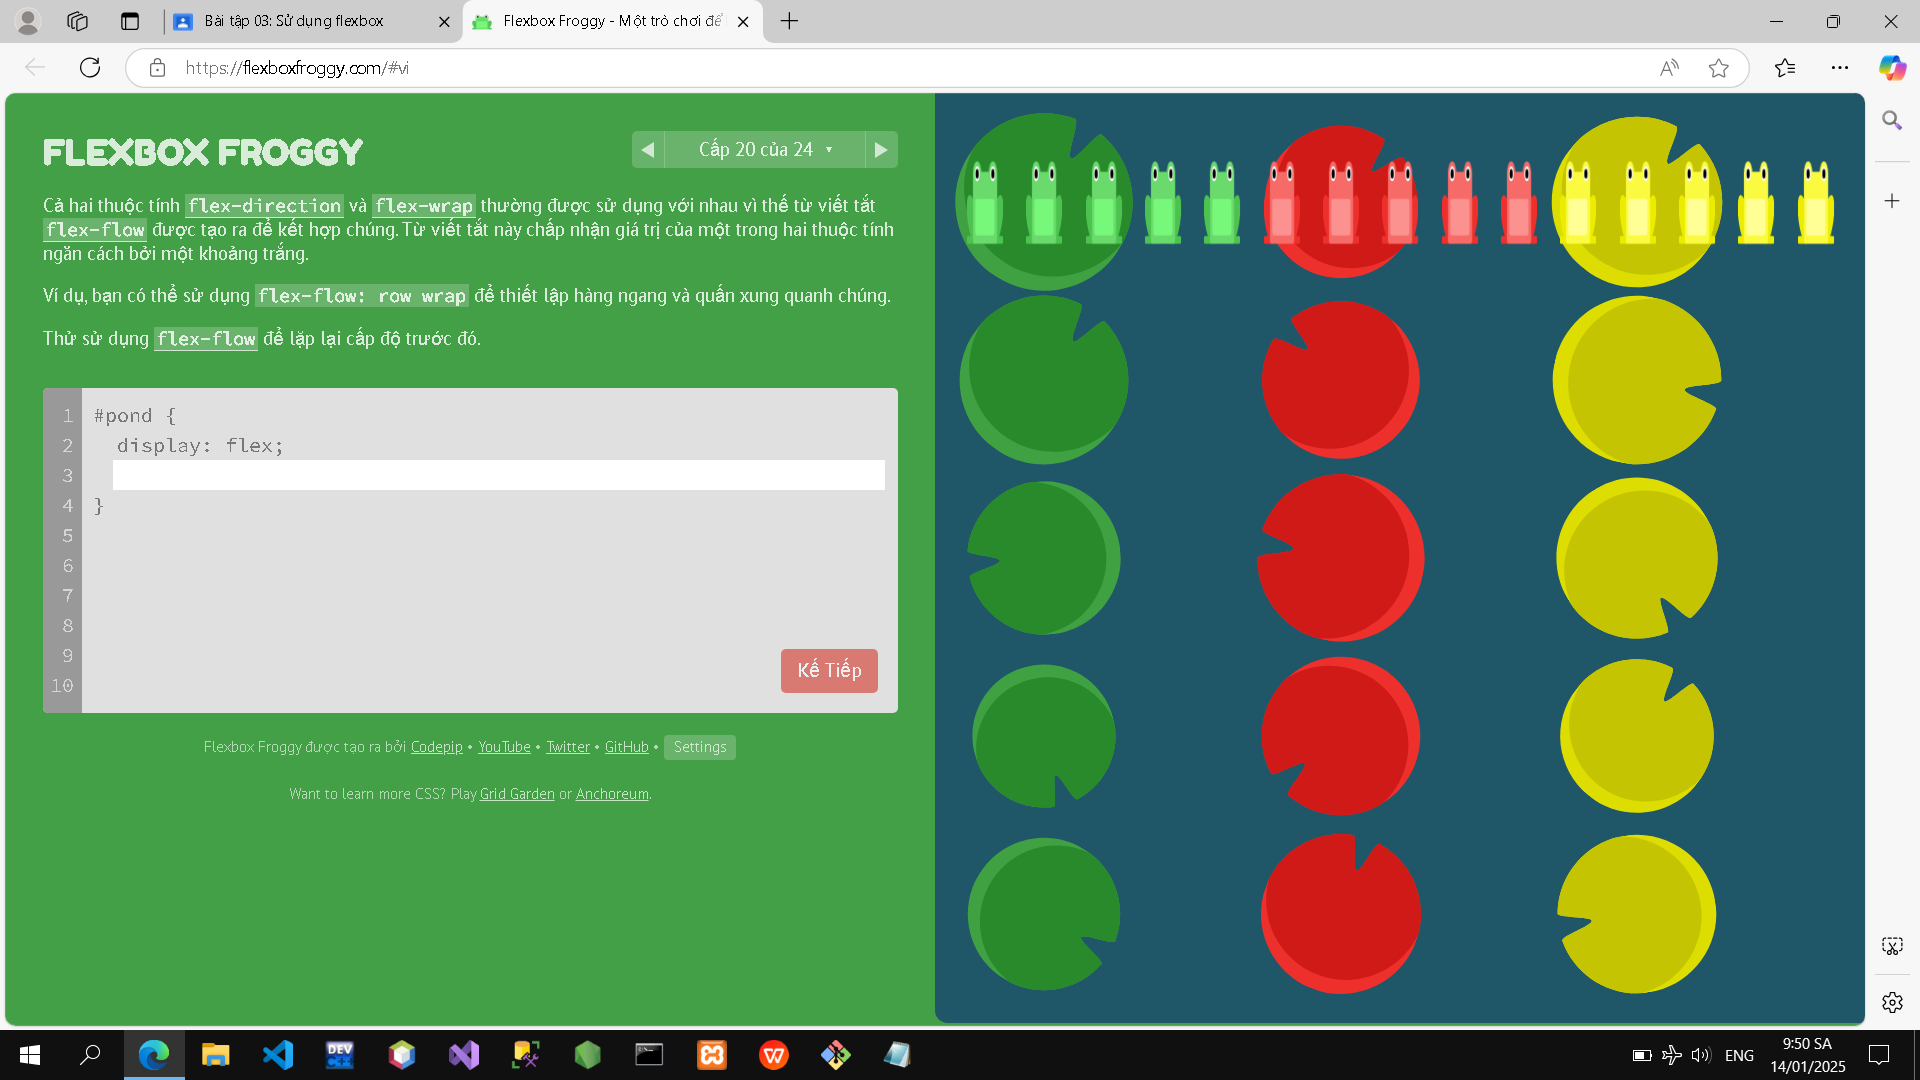 Bài tập 03: Sử dụng flexbox
Flexbox Froggy - Một trò chơi để
https://flexboxfroggy.com/#vi
FLEXBOX FROGGY
Cấp 20 của 24 ▾
Cả hai thuộc tính flex-direction và flex-wrap thường được sử dụng với nhau vì thế từ viết tắt
flex-flow được tạo ra để kết hợp chúng. Từ viết tắt này chấp nhận giá trị của một trong hai thuộc tính
ngăn cách bởi một khoảng trắng.
Ví dụ, bạn có thể sử dụng flex-flow: row wrap để thiết lập hàng ngang và quấn xung quanh chúng.
Thử sử dụng flex-flow để lặp lại cấp độ trước đó.
1 #pond {
2 display: flex;
3
4 }
5
6
7
8
9
10
Kế Tiếp
Flexbox Froggy được tạo ra bởi Codepip • YouTube • Twitter • GitHub • Settings
Want to learn more CSS? Play Grid Garden or Anchoreum.
DEV
C++
W
ENG
9:50 SA
14/01/2025